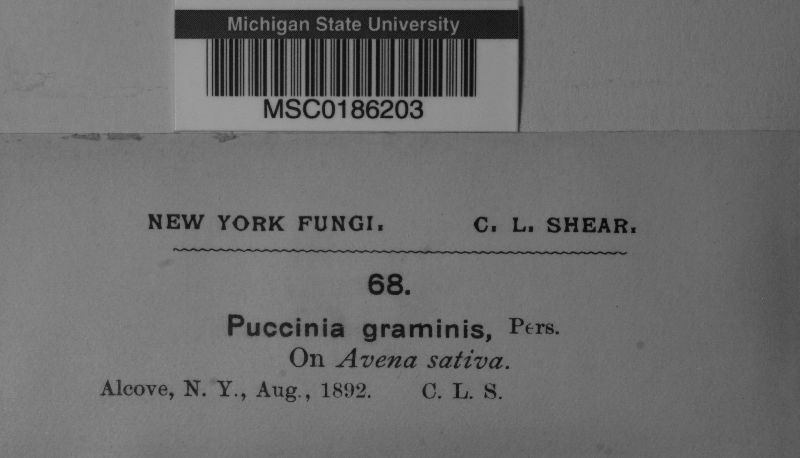 Michigan State University
MSC0186203
NEW YORK FUNGI. C. L. SHEAR.
68.
Puccinia graminis, Pers.
On Avena sativa.
Alcove, N. Y., Aug., 1892. C. L. S.